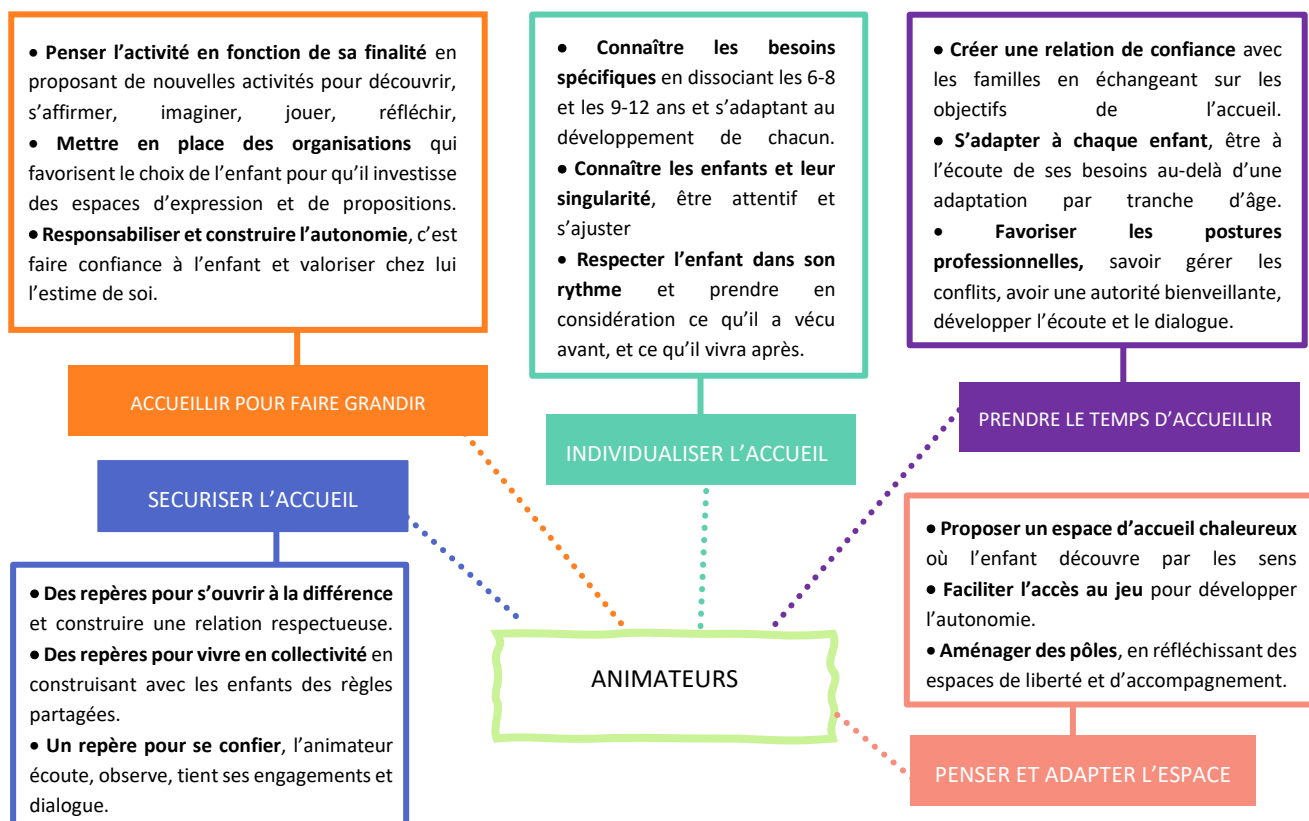 • Penser l’activité en fonction de sa finalité en
proposant de nouvelles activités pour découvrir,
s’affirmer, imaginer, jouer, réfléchir,
• Mettre en place des organisations qui
favorisent le choix de l’enfant pour qu’il investisse
des espaces d’expression et de propositions.
• Responsabiliser et construire l’autonomie, c’est
faire confiance à l’enfant et valoriser chez lui
l’estime de soi.
ACCUEILLIR POUR FAIRE GRANDIR
• Connaître les besoins
spécifiques en dissociant les 6-8
et les 9-12 ans et s’adaptant au
développement de chacun.
• Connaître les enfants et leur
singularité, être attentif et
s’ajuster
• Respecter l’enfant dans son
rythme et prendre en
considération ce qu’il a vécu
avant, et ce qu’il vivra après.
INDIVIDUALISER L’ACCUEIL
• Créer une relation de confiance avec
les familles en échangeant sur les
objectifs de l’accueil.
• S’adapter à chaque enfant, être à
l’écoute de ses besoins au-delà d’une
adaptation par tranche d’âge.
• Favoriser les postures
professionnelles, savoir gérer les
conflits, avoir une autorité bienveillante,
développer l’écoute et le dialogue.
PRENDRE LE TEMPS D’ACCUEILLIR
SECURISER L’ACCUEIL
• Des repères pour s’ouvrir à la différence
et construire une relation respectueuse.
• Des repères pour vivre en collectivité en
construisant avec les enfants des règles
partagées.
• Un repère pour se confier, l’animateur
écoute, observe, tient ses engagements et
dialogue.
ANIMATEURS
• Proposer un espace d’accueil chaleureux
où l’enfant découvre par les sens
• Faciliter l’accès au jeu pour développer
l’autonomie.
• Aménager des pôles, en réfléchissant des
espaces de liberté et d’accompagnement.
PENSER ET ADAPTER L’ESPACE